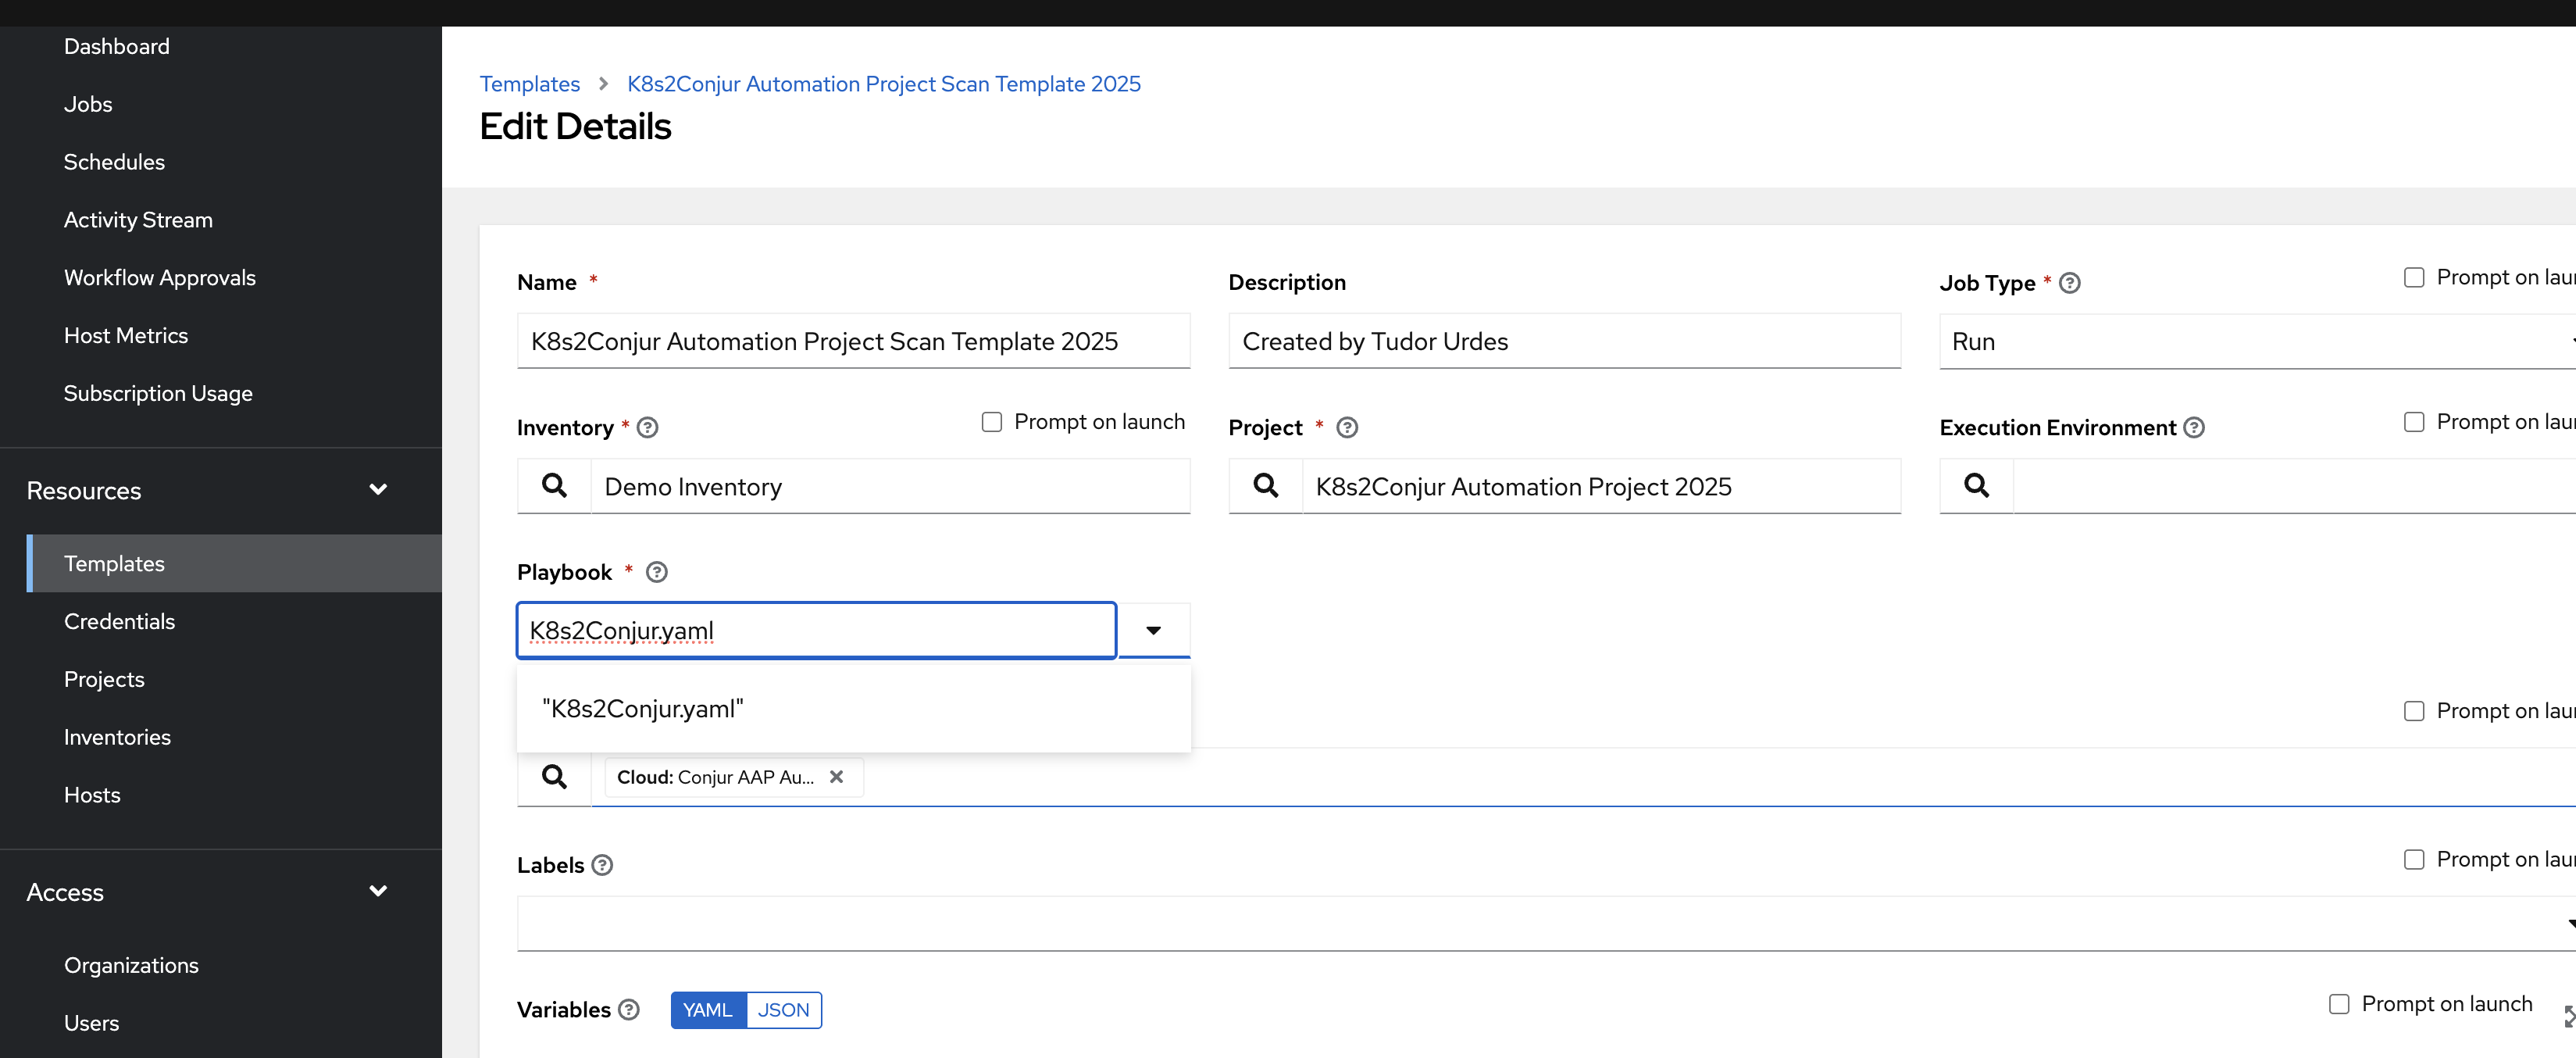 Dashboard
Jobs
Schedules
Activity Stream
Workflow Approvals
Host Metrics
Subscription Usage
Resources
Templates
Credentials
Projects
Inventories
Hosts
Access
Organizations
Users
Templates > K8s2Conjur Automation Project Scan Template 2025
Edit Details
Name *
K8s2Conjur Automation Project Scan Template 2025
Description
Created by Tudor Urdes
Job Type *
Prompt on laun
Run
Inventory *
Prompt on launch
Demo Inventory
Project *
K8s2Conjur Automation Project 2025
Execution Environment
Prompt on laun
Playbook *
K8s2Conjur.yaml
"K8s2Conjur.yaml"
Prompt on laun
Cloud: Conjur AAP Au...
Labels
Prompt on laun
Variables
YAML JSON
Prompt on launch